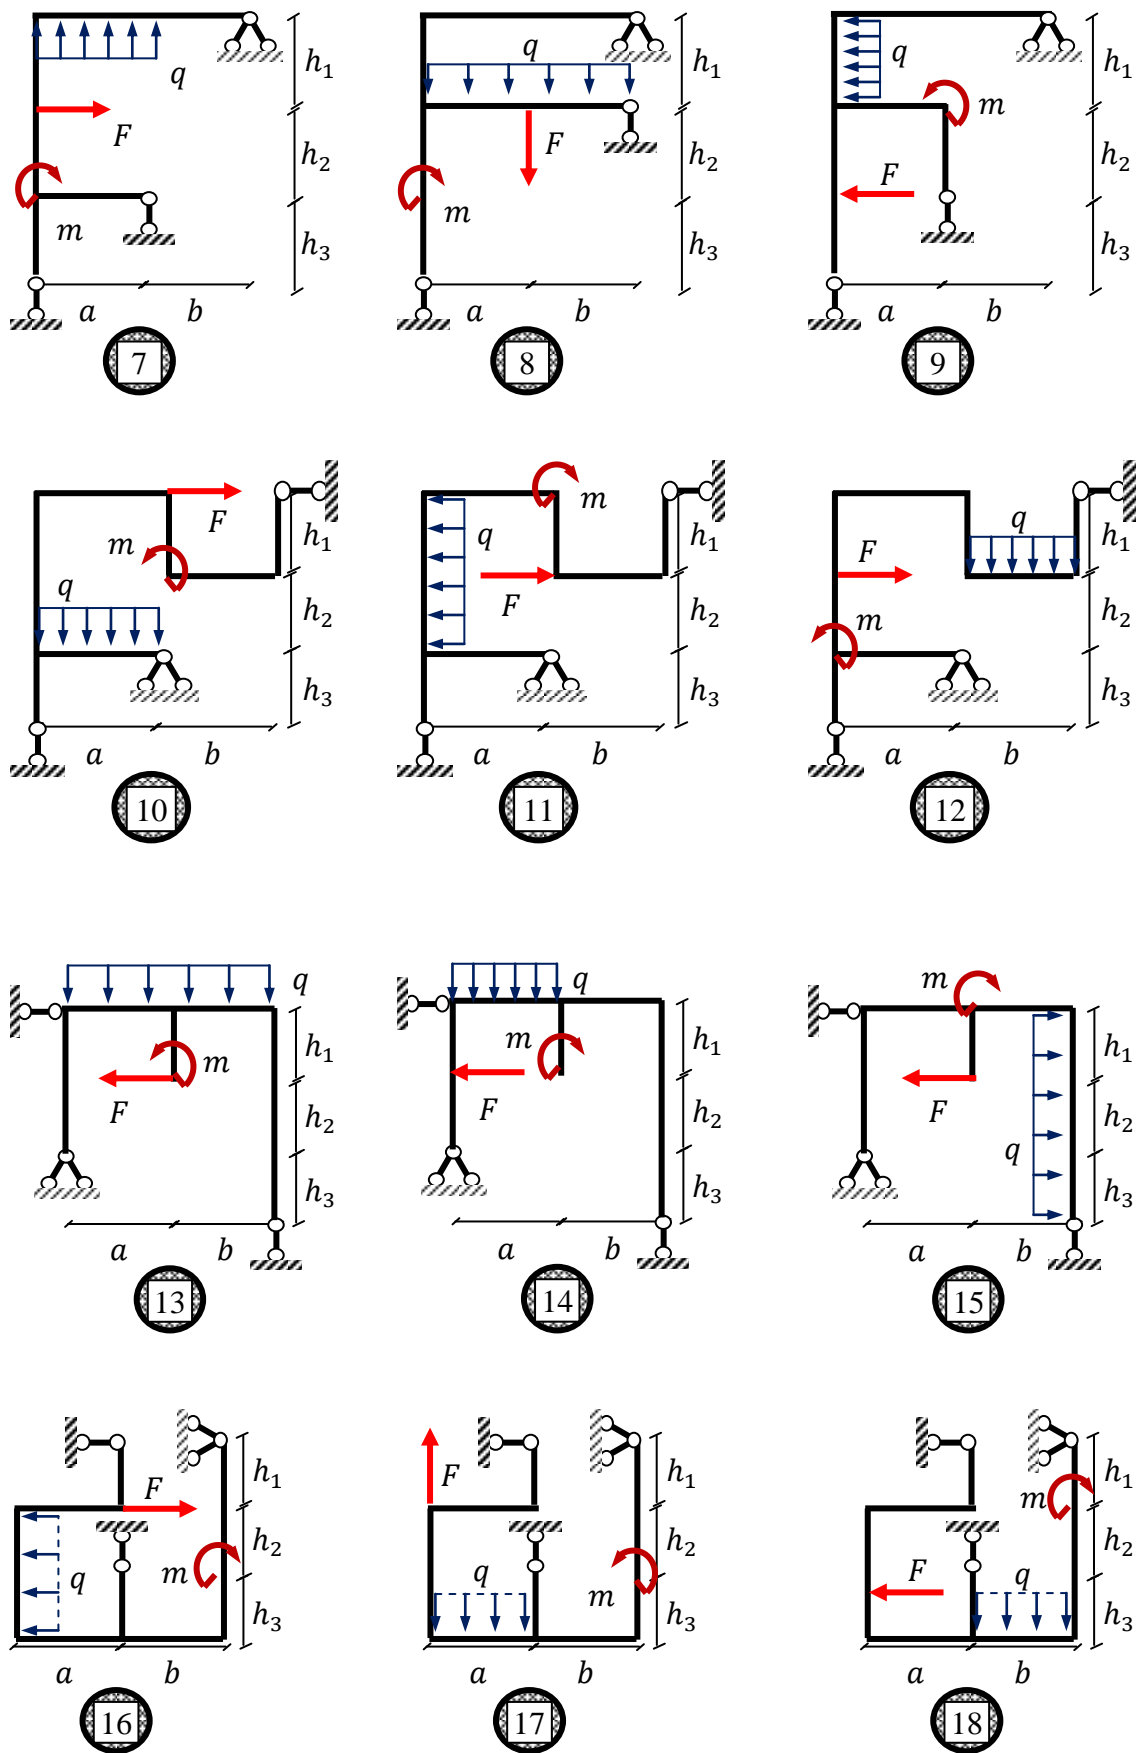 q h₁ q h₁ q h₁
F F m
h₂ h₂ F h₂
m h₃ m h₃ h₃
a b a b a b
7 8 9
F m
m h₁ q h₁ q h₁
q F F
h₂ h₂ m h₂
h₃ h₃ h₃
a b a b a b
10 11 12
q q m
m h₁ m h₁ h₁
F h₂ F h₂ F h₂
h₃ h₃ q h₃
a b a b a b
13 14 15
F h₁ F h₁ m h₁
q m h₂ q m h₂ F q h₂
h₃ h₃ h₃
a b a b a b
16 17 18